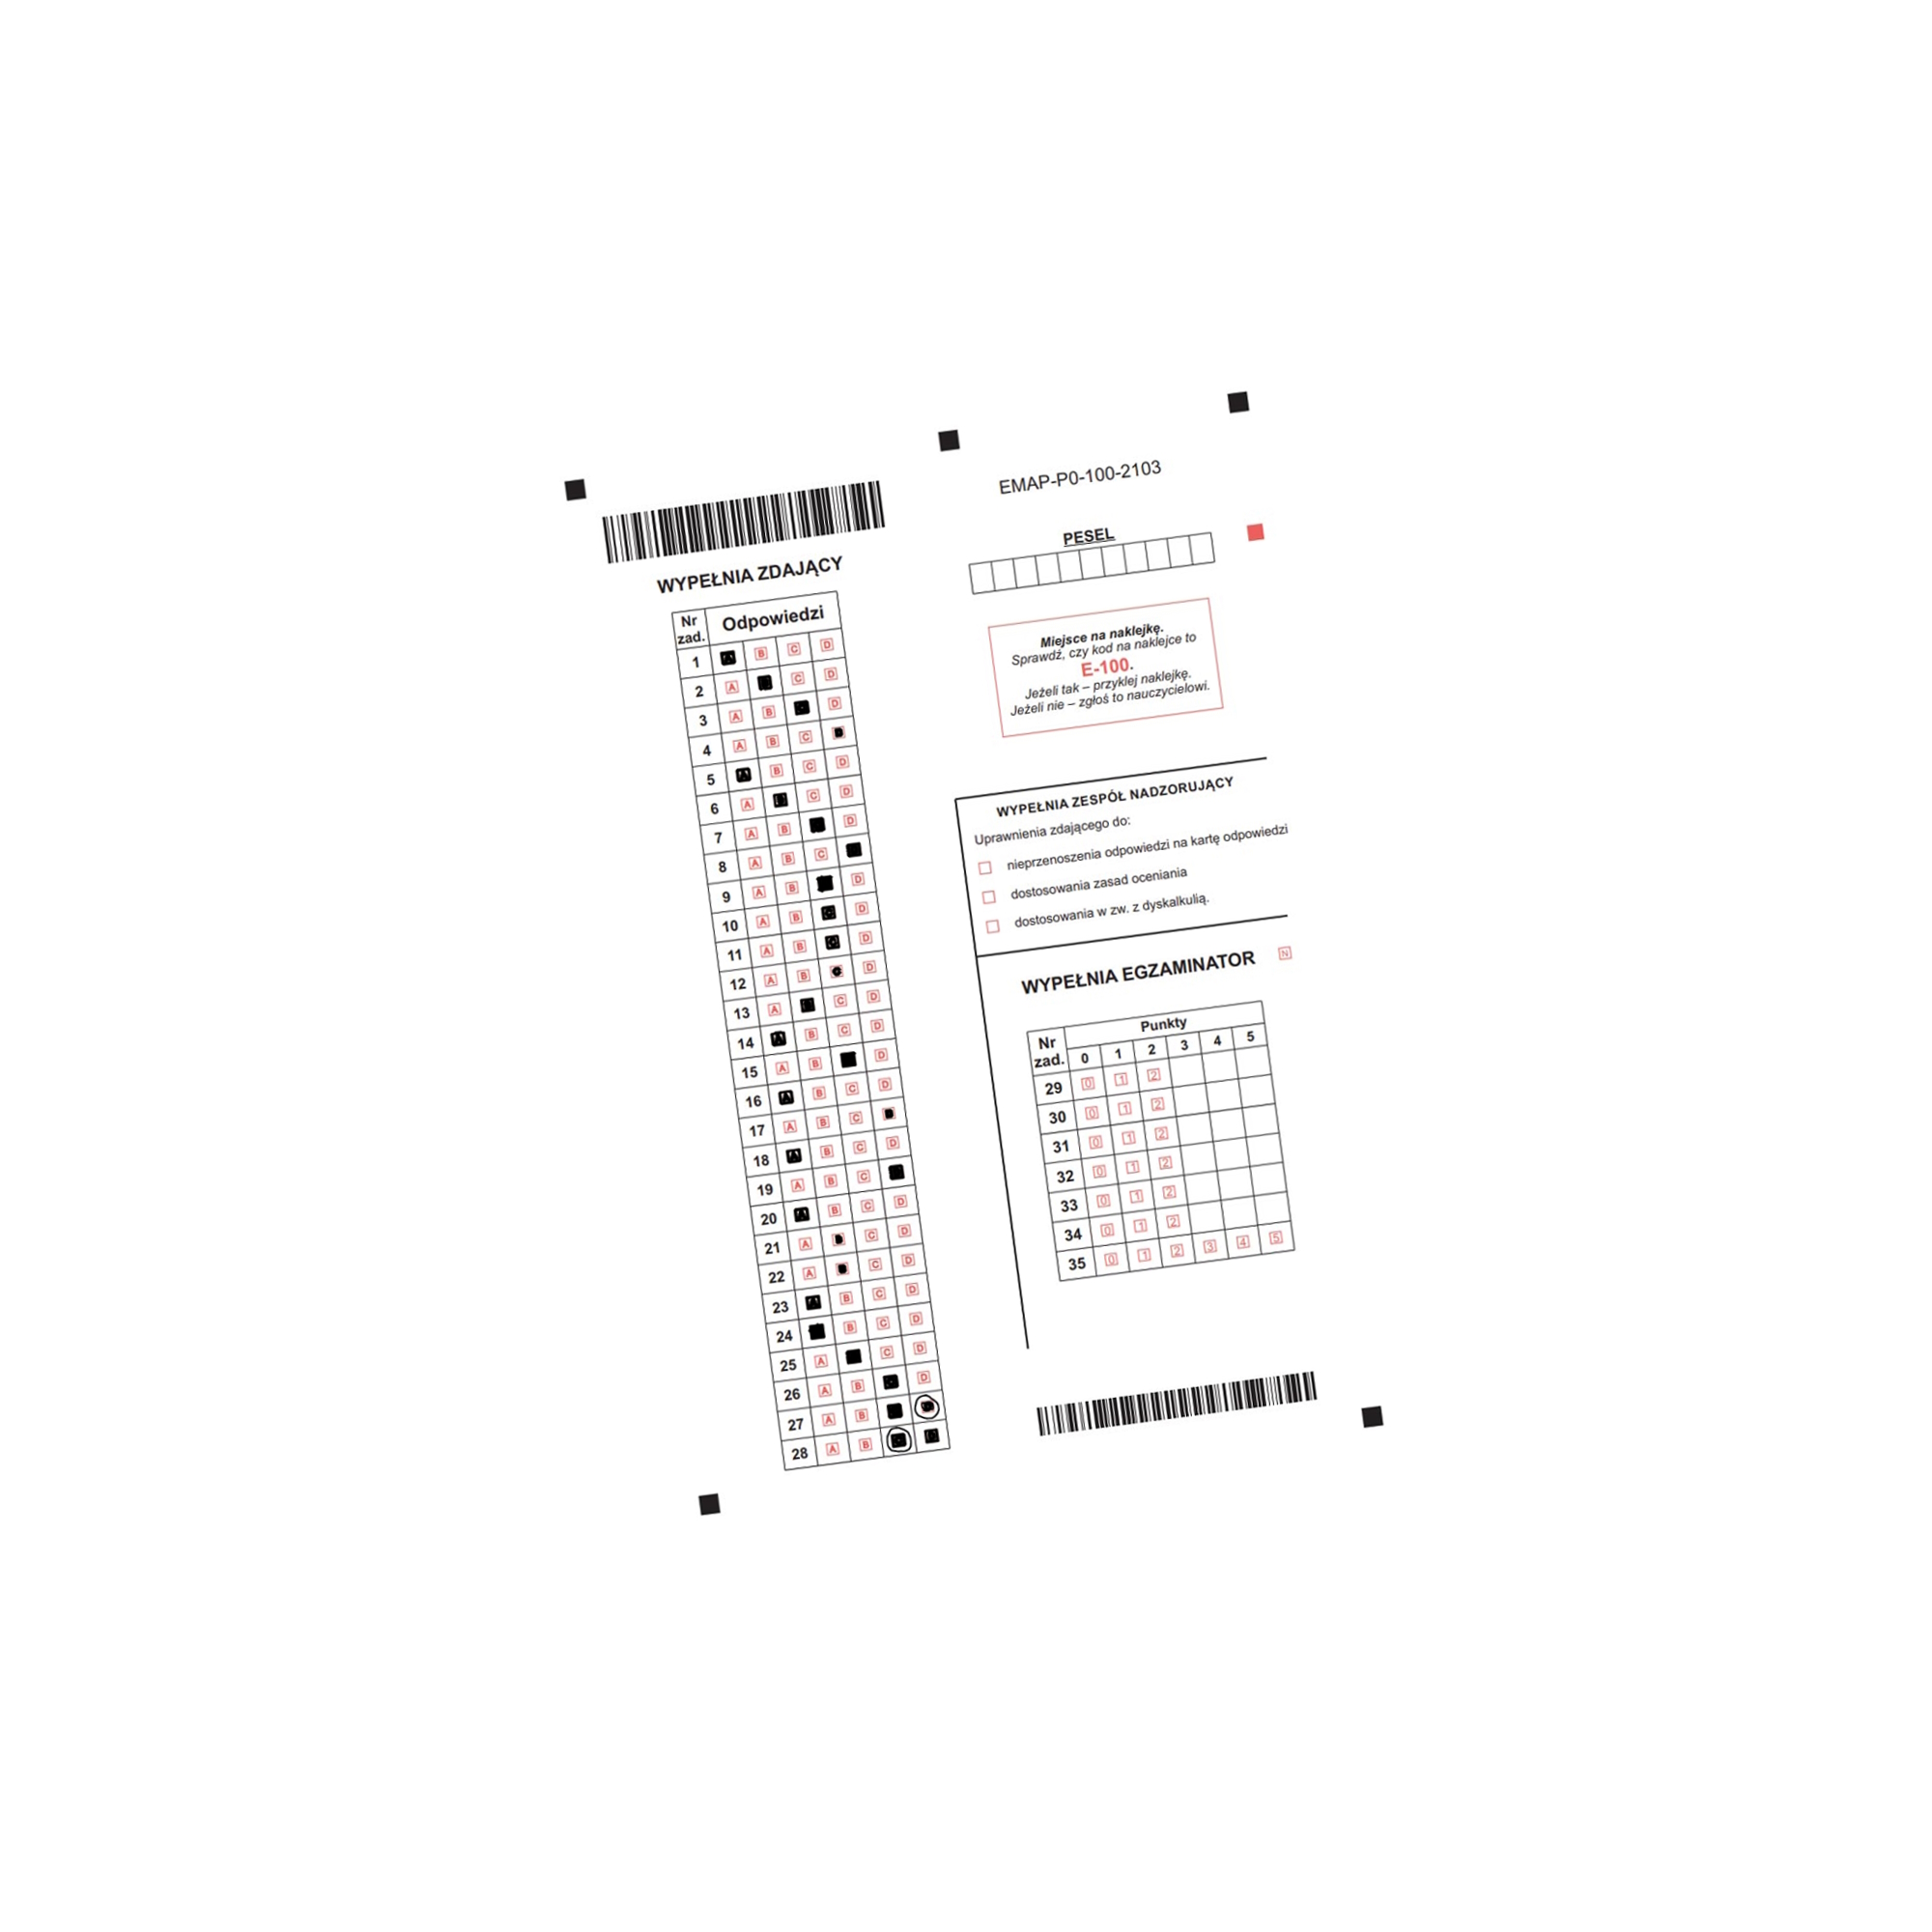 EMAP-P0-100-2103
WYPEŁNIA ZDAJĄCY
Nr zad. Odpowiedzi
1 A B C D
2 A C D
3 A B D
4 A B C D
5 A B C D
6 A C D
7 A B D
8 A B C
9 A B D
10 A B C D
11 A B C D
12 A B C D
13 A C D
14 A B C D
15 A B D
16 A B C D
17 A B C D
18 A B C D
19 A B C
20 A B C D
21 A B C D
22 A B C D
23 A B C D
24 B C D
25 A C D
26 A B D
27 A B D
28 A B
PESEL
Miejsce na naklejkę.
Sprawdź, czy kod na naklejce to
E-100.
Jeżeli tak – przyklej naklejkę.
Jeżeli nie – zgłoś to nauczycielowi.
WYPEŁNIA ZESPÓŁ NADZORUJĄCY
Uprawnienia zdającego do:
nieprzenoszenia odpowiedzi na kartę odpowiedzi
dostosowania zasad oceniania
dostosowania w zw. z dyskalkulią.
WYPEŁNIA EGZAMINATOR N
Nr zad. Punkty
0 1 2 3 4 5
29 0 1 2
30 0 1 2
31 0 1 2
32 0 1 2
33 0 1 2
34 0 1 2
35 0 1 2 3 4 5